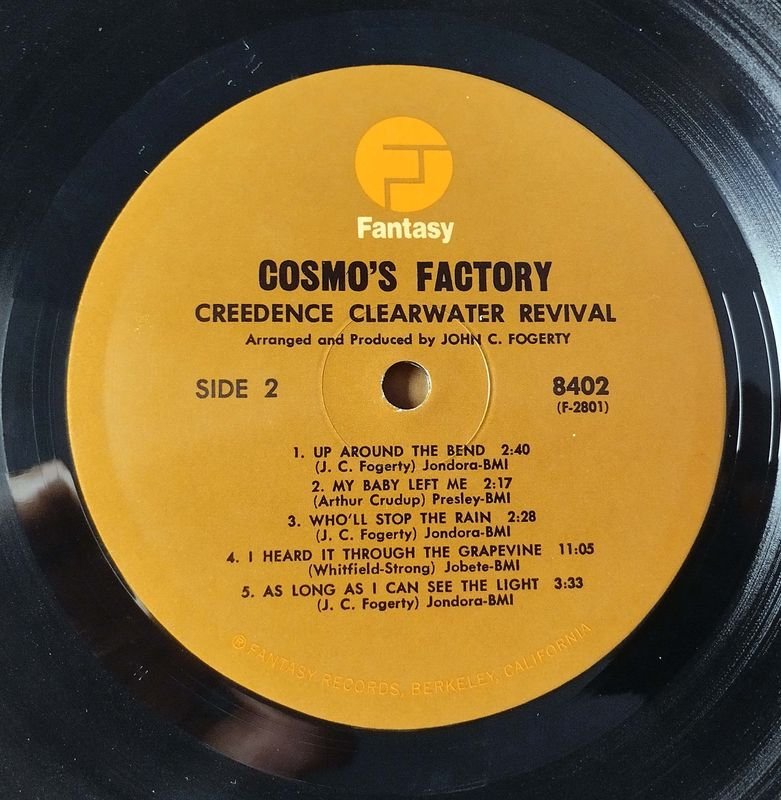 Fantasy
COSMO'S FACTORY
CREEDENCE CLEARWATER REVIVAL
Arranged and Produced by JOHN C. FOGERTY
SIDE 2
8402
(F-2801)
1. UP AROUND THE BEND 2:40
(J. C. Fogerty) Jondora-BMI
2. MY BABY LEFT ME 2:17
(Arthur Crudup) Presley-BMI
3. WHO'LL STOP THE RAIN 2:28
(J. C. Fogerty) Jondora-BMI
4. I HEARD IT THROUGH THE GRAPEVINE 11:05
(Whitfield-Strong) Jobete-BMI
5. AS LONG AS I CAN SEE THE LIGHT 3:33
(J. C. Fogerty) Jondora-BMI
℗ FANTASY RECORDS, BERKELEY, CALIFORNIA